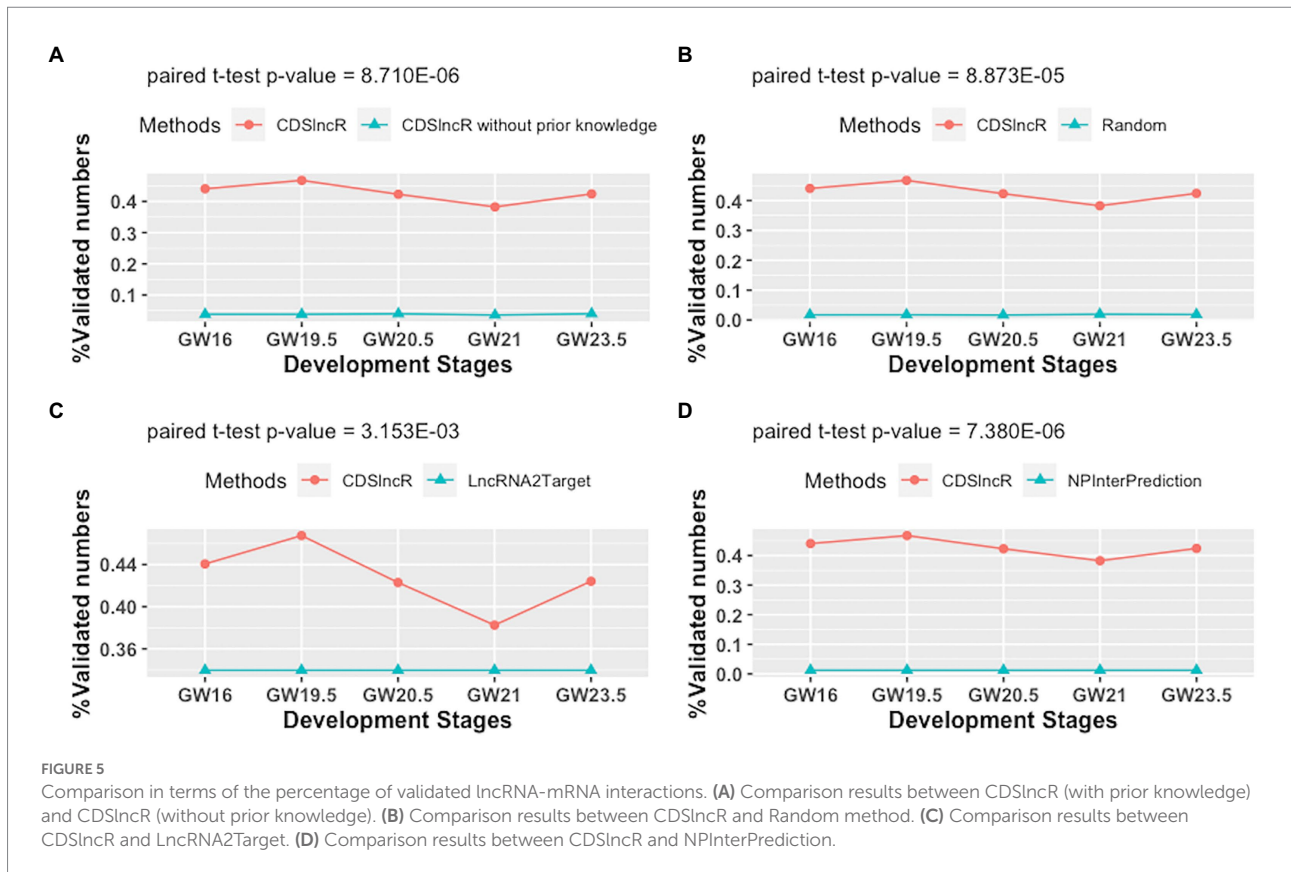 A
paired t-test p-value = 8.710E-06
Methods CDSlncR CDSlncR without prior knowledge
%Validated numbers
0.4
0.3
0.2
0.1
GW16 GW19.5 GW20.5 GW21 GW23.5
Development Stages
B
paired t-test p-value = 8.873E-05
Methods CDSlncR Random
%Validated numbers
0.4
0.3
0.2
0.1
0.0
GW16 GW19.5 GW20.5 GW21 GW23.5
Development Stages
C
paired t-test p-value = 3.153E-03
Methods CDSlncR LncRNA2Target
%Validated numbers
0.44
0.40
0.36
GW16 GW19.5 GW20.5 GW21 GW23.5
Development Stages
D
paired t-test p-value = 7.380E-06
Methods CDSlncR NPInterPrediction
%Validated numbers
0.4
0.3
0.2
0.1
0.0
GW16 GW19.5 GW20.5 GW21 GW23.5
Development Stages
FIGURE 5
Comparison in terms of the percentage of validated lncRNA-mRNA interactions. (A) Comparison results between CDSlncR (with prior knowledge)
and CDSlncR (without prior knowledge). (B) Comparison results between CDSlncR and Random method. (C) Comparison results between
CDSlncR and LncRNA2Target. (D) Comparison results between CDSlncR and NPInterPrediction.